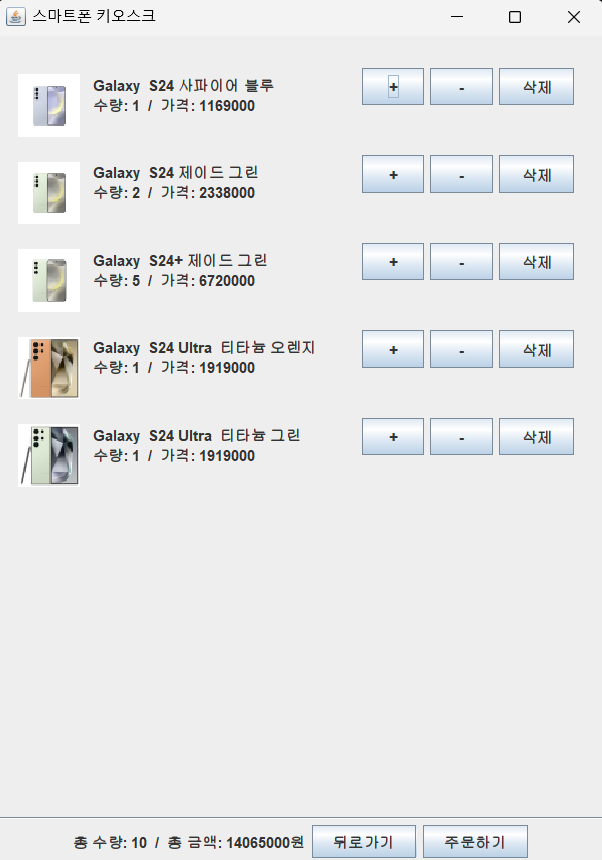 스마트폰 키오스크
Galaxy  S24 사파이어 블루
수량: 1  /  가격: 1169000
+ - 삭제
Galaxy  S24 제이드 그린
수량: 2  /  가격: 2338000
+ - 삭제
Galaxy  S24+ 제이드 그린
수량: 5  /  가격: 6720000
+ - 삭제
Galaxy  S24 Ultra  티타늄 오렌지
수량: 1  /  가격: 1919000
+ - 삭제
Galaxy  S24 Ultra  티타늄 그린
수량: 1  /  가격: 1919000
+ - 삭제
총 수량: 10  /  총 금액: 14065000원 뒤로가기 주문하기